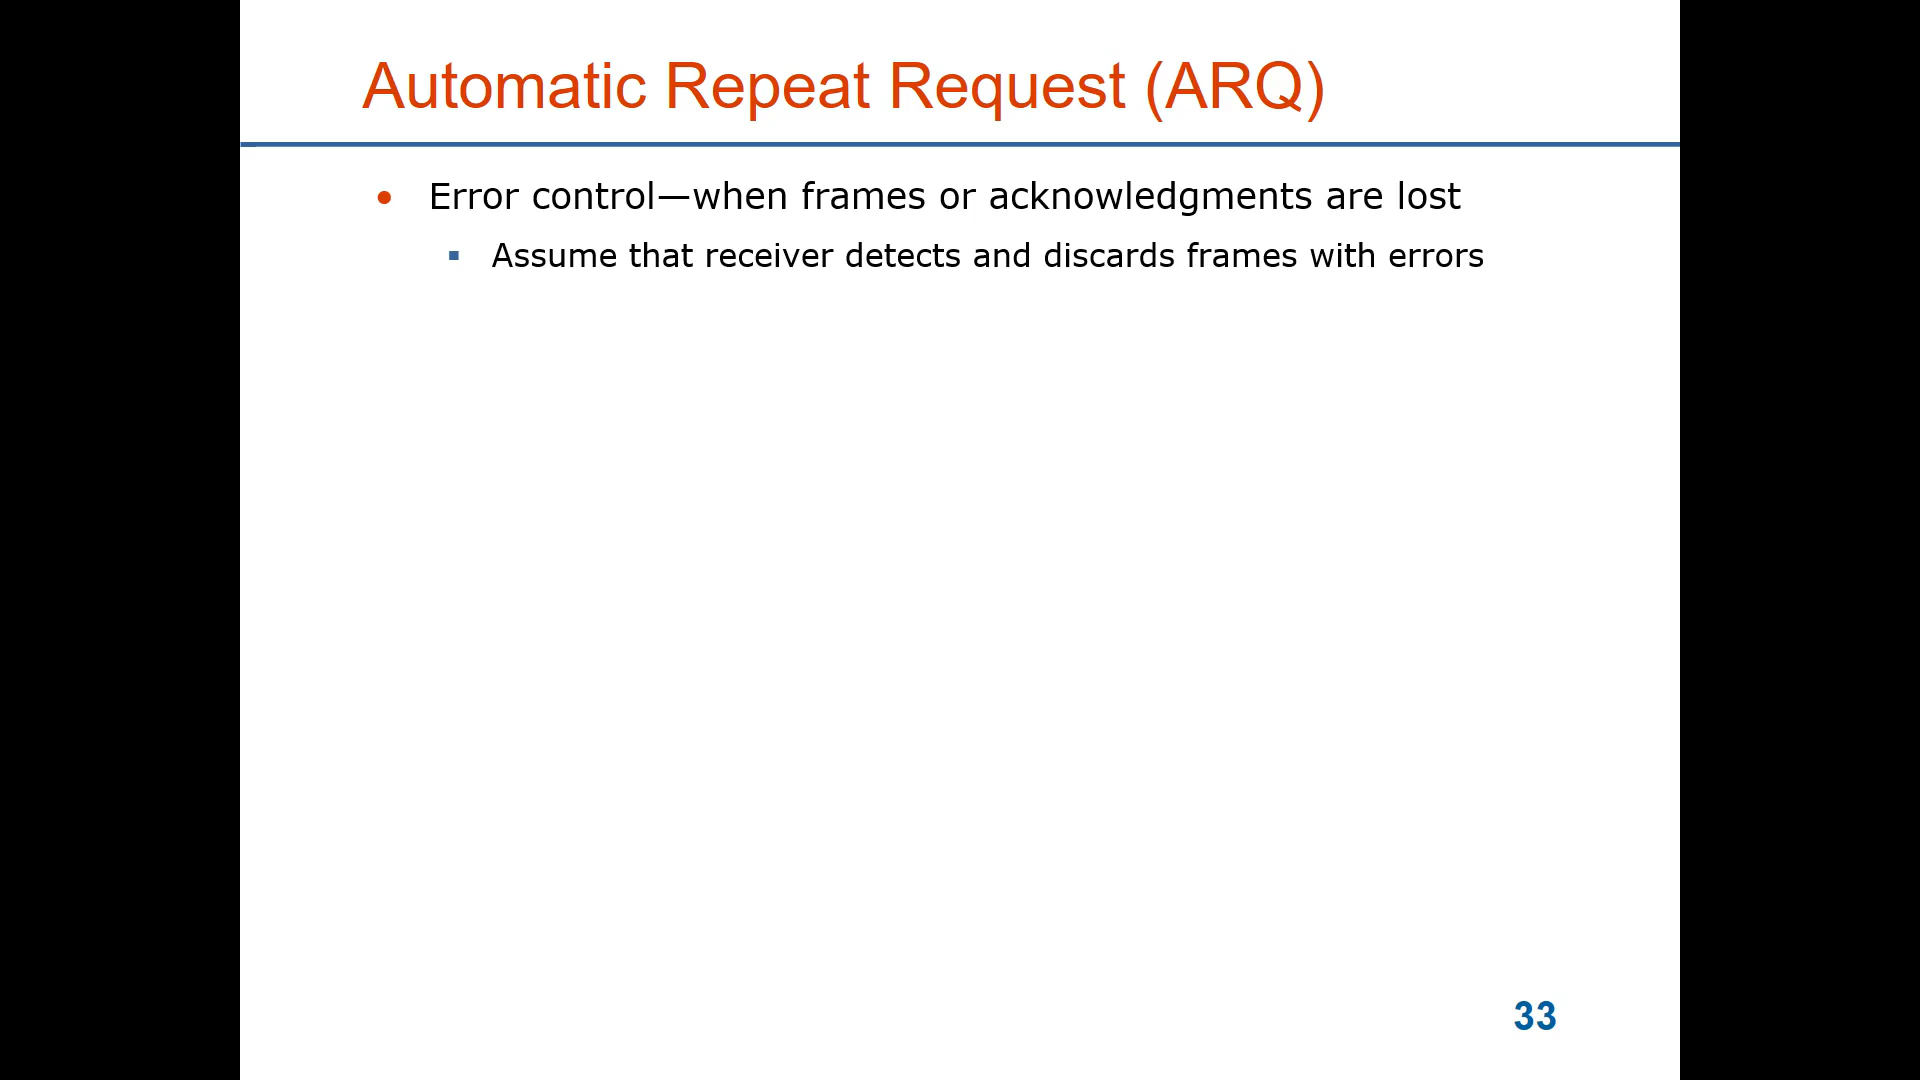 Automatic Repeat Request (ARQ)
Error control—when frames or acknowledgments are lost
Assume that receiver detects and discards frames with errors
33